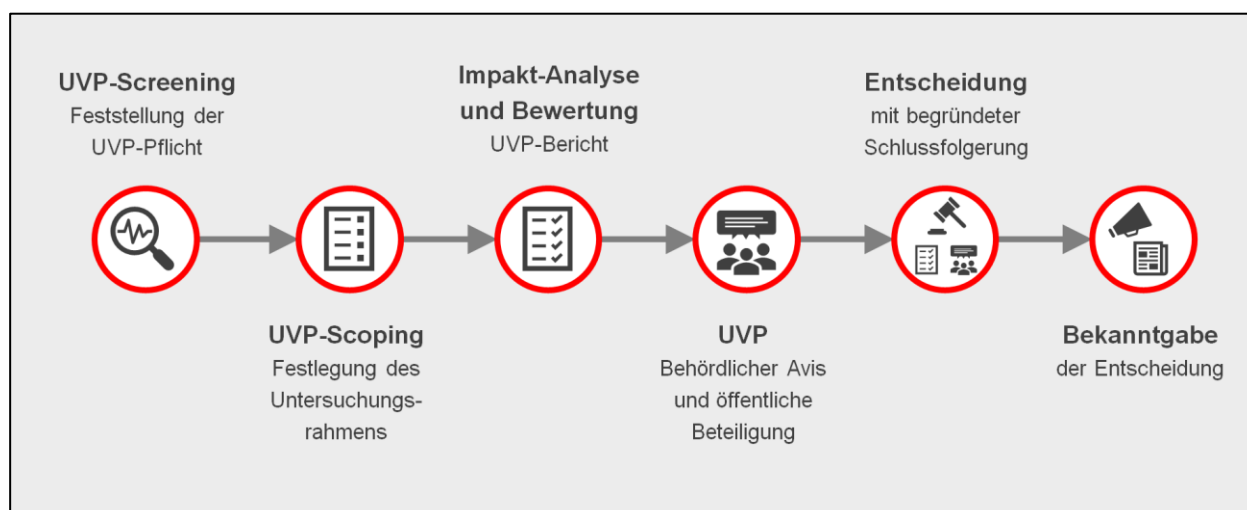 UVP-Screening
Feststellung der
UVP-Pflicht
UVP-Scoping
Festlegung des
Untersuchungs-
rahmens
Impakt-Analyse
und Bewertung
UVP-Bericht
UVP
Behördlicher Avis
und öffentliche
Beteiligung
Entscheidung
mit begründeter
Schlussfolgerung
Bekanntgabe
der Entscheidung